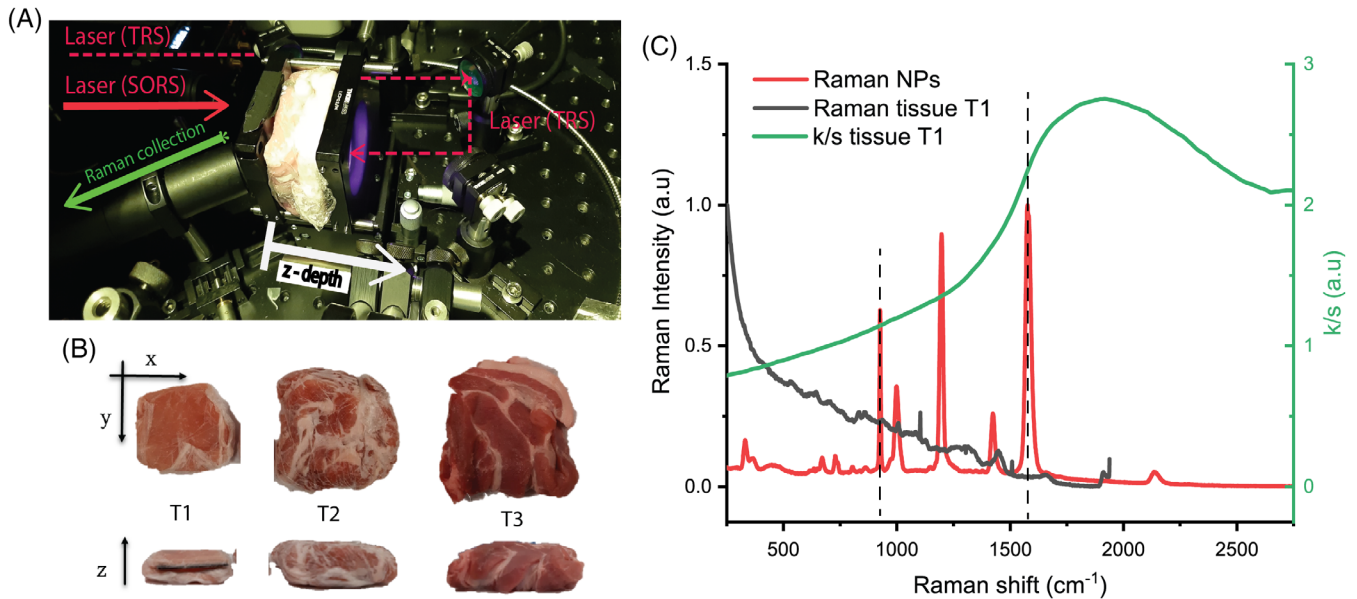 (A)
Laser (TRS)
Laser (SORS)
Laser (TRS)
Raman collection
z - depth
(B)
x
y
T1
T2
T3
z
(C)
Raman NPs
Raman tissue T1
k/s tissue T1
Raman Intensity (a.u)
1.5
1.0
0.5
0.0
k/s (a.u)
3
2
1
0
500
1000
1500
2000
2500
Raman shift (cm⁻¹)